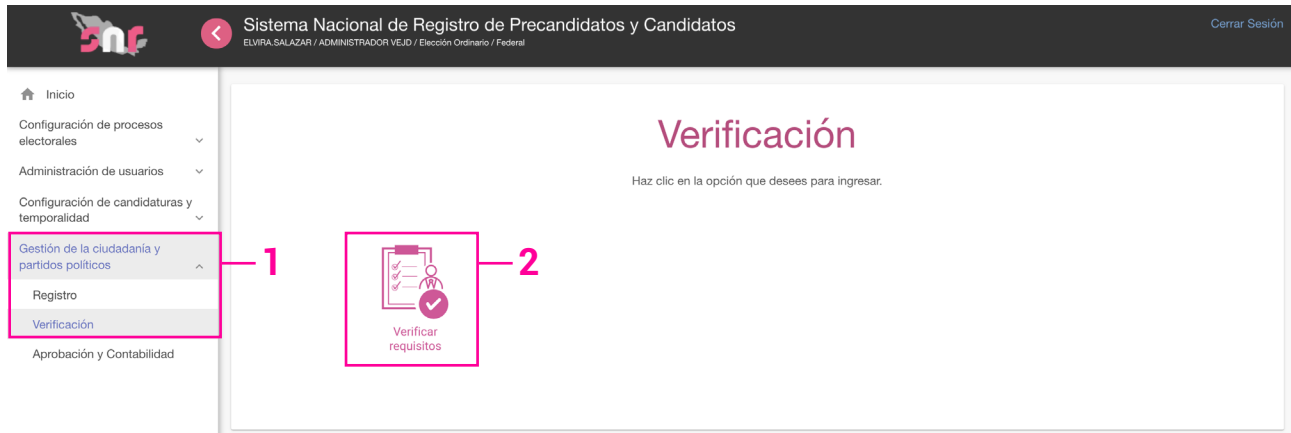 snr
Sistema Nacional de Registro de Precandidatos y Candidatos
ELVIRA.SALAZAR / ADMINISTRADOR VEJD / Elección Ordinario / Federal
Cerrar Sesión
Inicio
Configuración de procesos
electorales
Administración de usuarios
Configuración de candidaturas y
temporalidad
Gestión de la ciudadanía y
partidos políticos
Registro
Verificación
Aprobación y Contabilidad
1
Verificación
Haz clic en la opción que desees para ingresar.
Verificar
requisitos
2